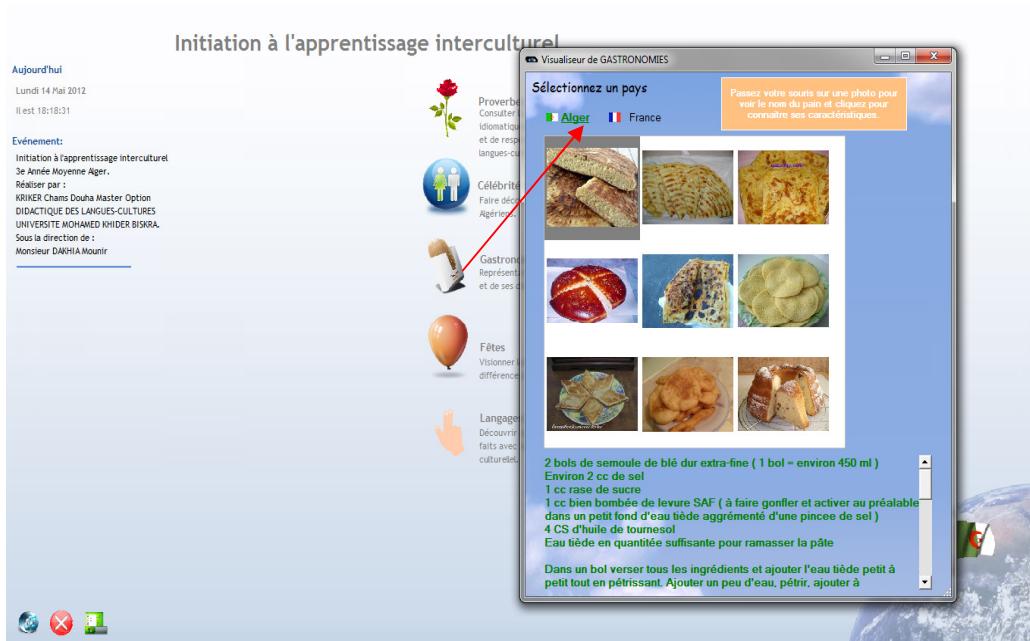 Initiation à l'apprentissage interculturel
Aujourd'hui
Lundi 14 Mai 2012
Il est 18:18:31
Evénement:
Initiation à l'apprentissage interculturel
3e Année Moyenne Alger.
Réaliser par :
KRIKER Chams Douha Master Option
DIDACTIQUE DES LANGUES-CULTURES
UNIVERSITE MOHAMED KHIDER BISKRA.
Sous la direction de :
Monsieur DAKHIA Mounir
Proverbe
Consulter
idiomatiqu
et de resp
langues-cu
Célébrité
Faire déco
Algériens.
Gastrono
Représent
et de ses d
Fêtes
Visionner
différence
Langage
Découvrir
faits avec
culturellel.
Visualiseur de GASTRONOMIES
Sélectionnez un pays
Alger France
Passez votre souris sur une photo pour
voir le nom du pain et cliquez pour
connaitre ses caractéristiques.
2 bols de semoule de blé dur extra-fine ( 1 bol = environ 450 ml )
Environ 2 cc de sel
1 cc rase de sucre
1 cc bien bombée de levure SAF ( à faire gonfler et activer au préalable
dans un petit fond d'eau tiède aggrémenté d'une pincee de sel )
4 CS d'huile de tournesol
Eau tiède en quantitée suffisante pour ramasser la pâte
Dans un bol verser tous les ingrédients et ajouter l'eau tiède petit à
petit tout en pétrissant. Ajouter un peu d'eau, pétrir, ajouter à